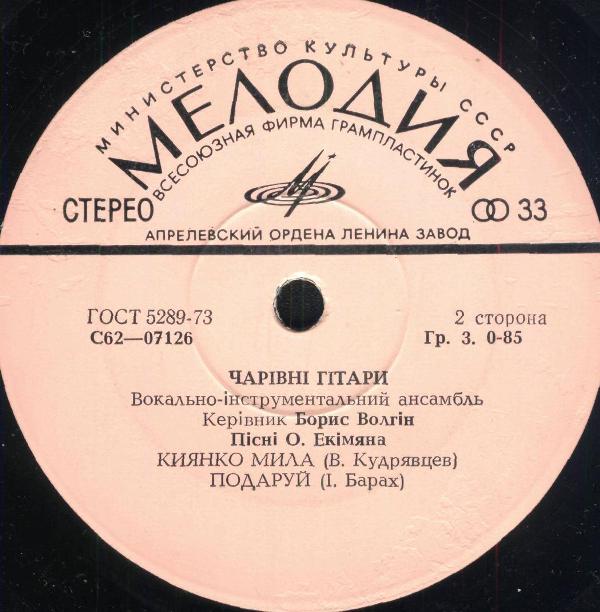 МИНИСТЕРСТВО КУЛЬТУРЫ СССР
МЕЛОДИЯ
ВСЕСОЮЗНАЯ ФИРМА ГРАМПЛАСТИНОК
СТЕРЕО
33
АПРЕЛЕВСКИЙ ОРДЕНА ЛЕНИНА ЗАВОД
ГОСТ 5289-73
2 сторона
С62—07126
Гр. 3. 0-85
ЧАРІВНІ ГІТАРИ
Вокально-інструментальний ансамбль
Керівник Борис Волгін
Пісні О. Екімяна
КИЯНКО МИЛА (В. Кудрявцев)
ПОДАРУЙ (І. Барах)